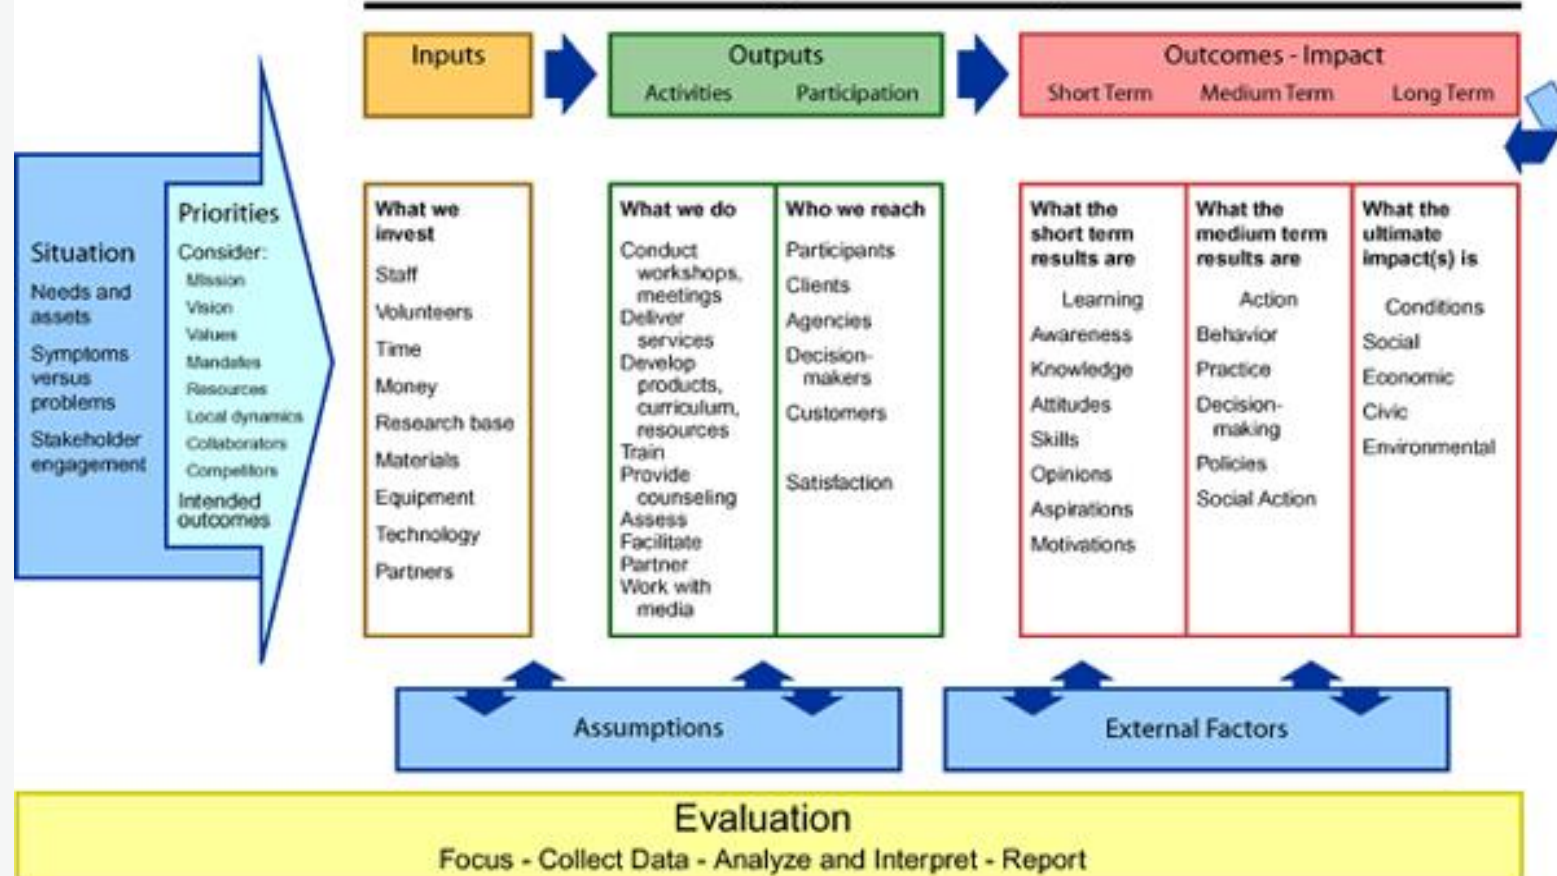 Inputs
Outputs
Activities Participation
Outcomes - Impact
Short Term Medium Term Long Term
Situation
Needs and
assets
Symptoms
versus
problems
Stakeholder
engagement
Priorities
Consider:
Mission
Vision
Values
Mandates
Resources
Local dynamics
Collaborators
Competitors
Intended
outcomes
What we
invest
Staff
Volunteers
Time
Money
Research base
Materials
Equipment
Technology
Partners
What we do
Conduct
workshops,
meetings
Deliver
services
Develop
products,
curriculum,
resources
Train
Provide
counseling
Assess
Facilitate
Partner
Work with
media
Who we reach
Participants
Clients
Agencies
Decision-
makers
Customers
Satisfaction
What the
short term
results are
Learning
Awareness
Knowledge
Attitudes
Skills
Opinions
Aspirations
Motivations
What the
medium term
results are
Action
Behavior
Practice
Decision-
making
Policies
Social Action
What the
ultimate
impact(s) is
Conditions
Social
Economic
Civic
Environmental
Assumptions
External Factors
Evaluation
Focus - Collect Data - Analyze and Interpret - Report